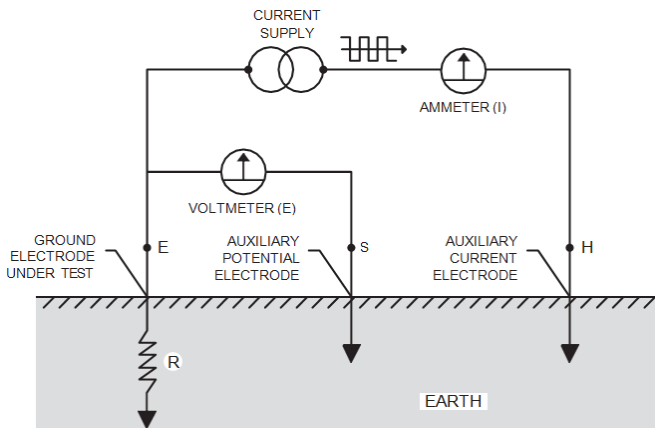 CURRENT
SUPPLY
AMMETER (I)
VOLTMETER (E)
GROUND
ELECTRODE
UNDER TEST
E
AUXILIARY
POTENTIAL
ELECTRODE
S
AUXILIARY
CURRENT
ELECTRODE
H
R
EARTH